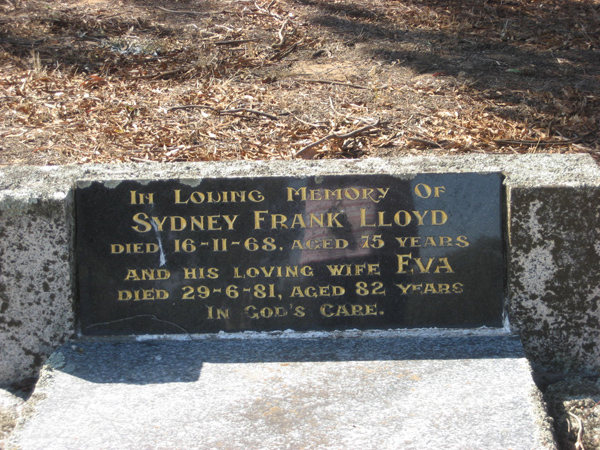 In Loving Memory Of
Sydney Frank Lloyd
died 16-11-68, aged 75 years
and his loving wife Eva
died 29-6-81, aged 82 years
In God's Care.